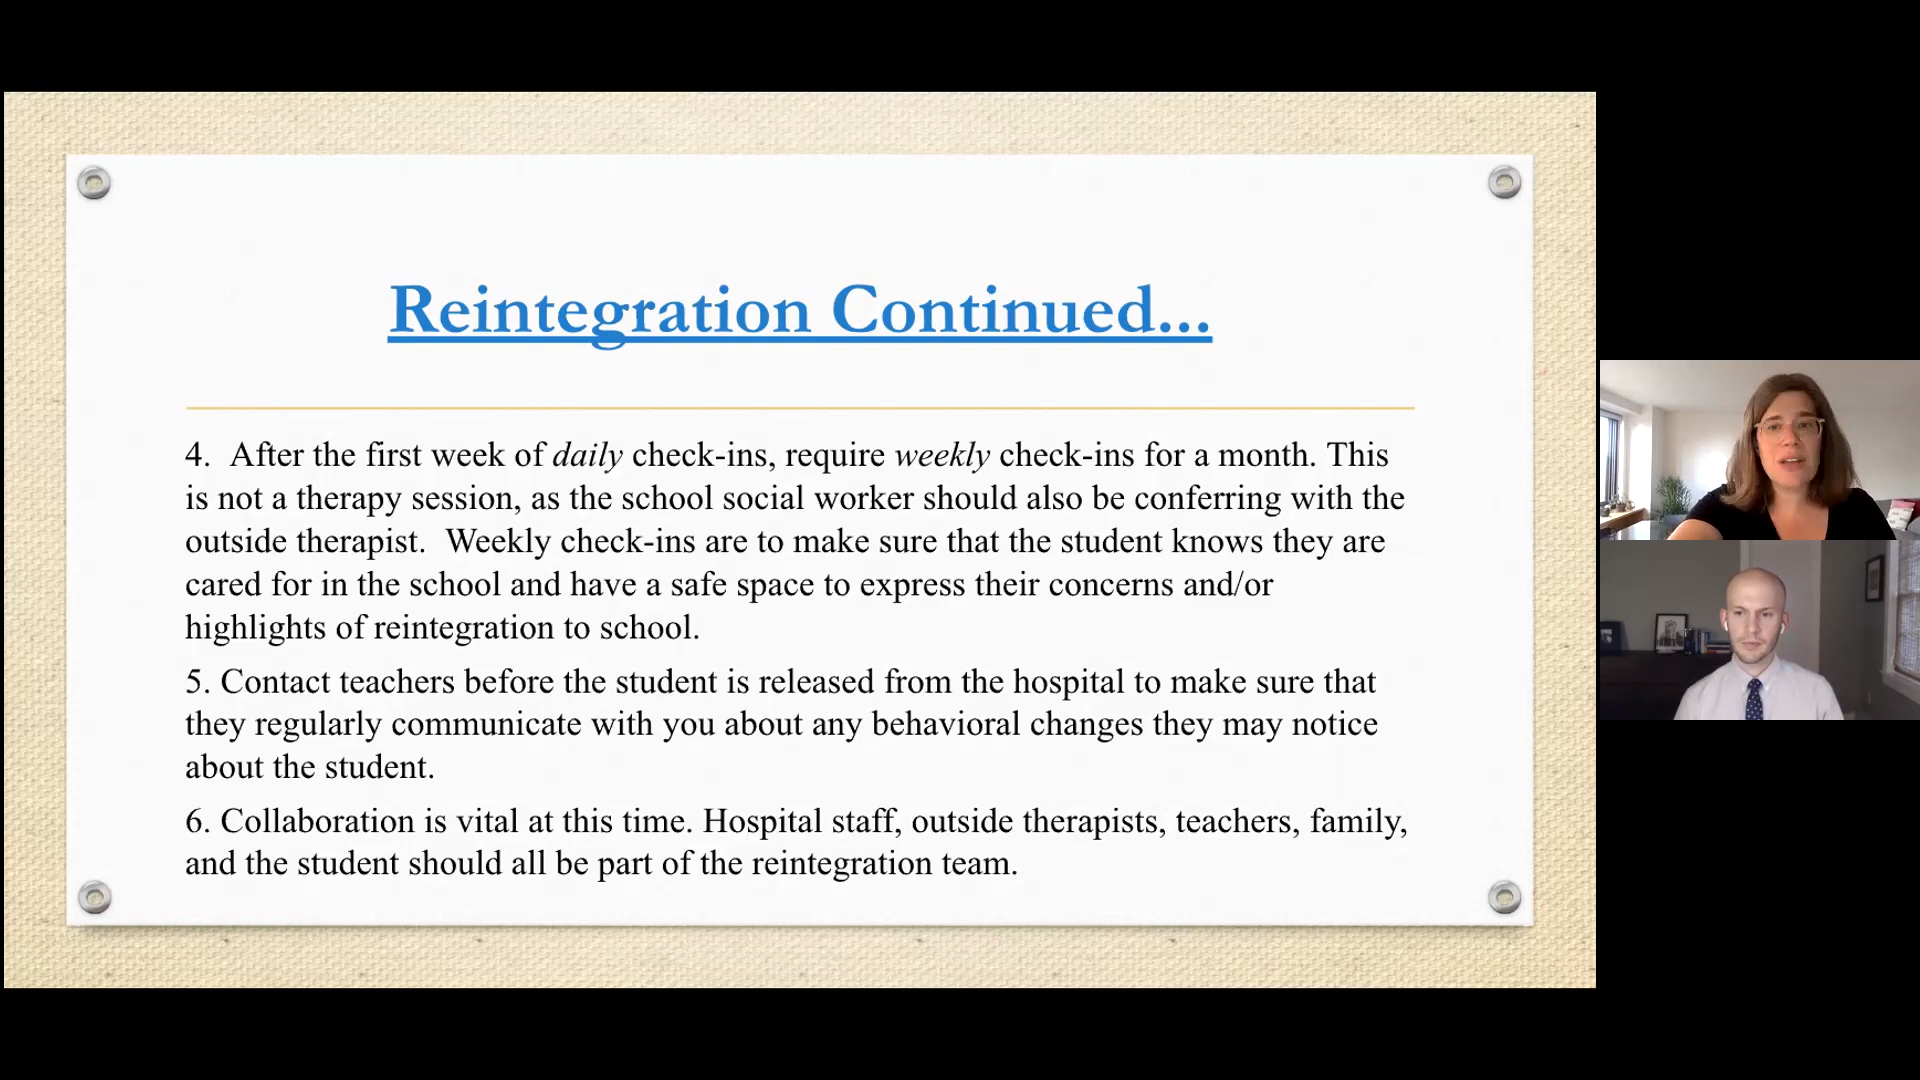 Reintegration Continued...
4.  After the first week of daily check-ins, require weekly check-ins for a month. This
is not a therapy session, as the school social worker should also be conferring with the
outside therapist.  Weekly check-ins are to make sure that the student knows they are
cared for in the school and have a safe space to express their concerns and/or
highlights of reintegration to school.
5. Contact teachers before the student is released from the hospital to make sure that
they regularly communicate with you about any behavioral changes they may notice
about the student.
6. Collaboration is vital at this time. Hospital staff, outside therapists, teachers, family,
and the student should all be part of the reintegration team.